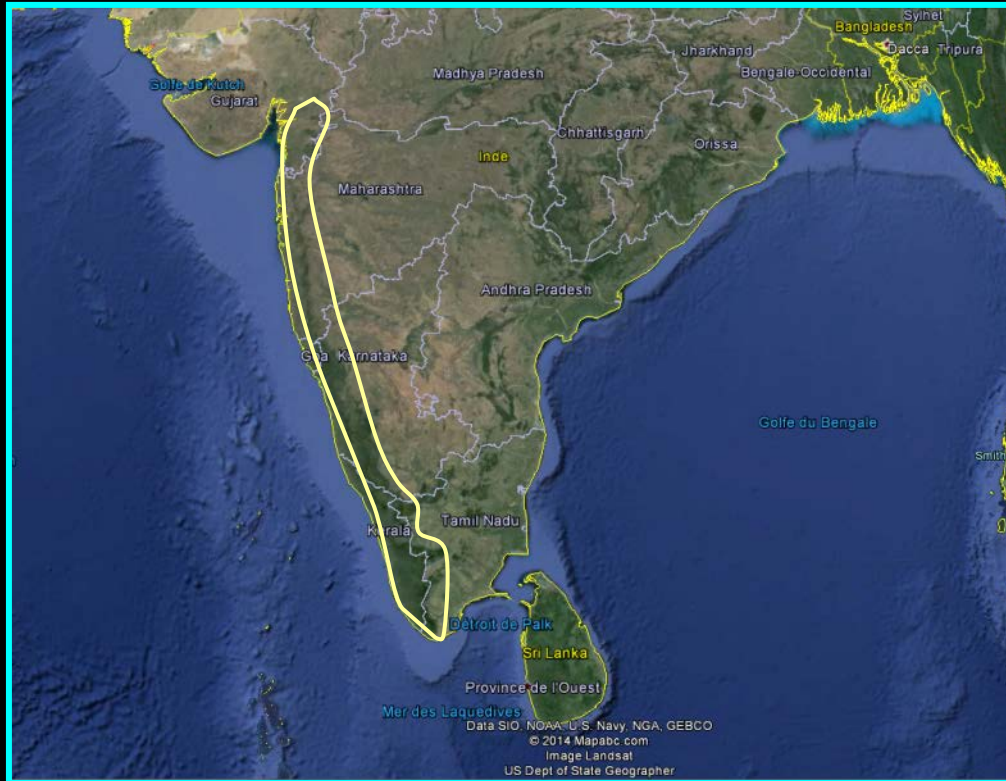 Sylhet
Bangladesh
Dacca Tripura
Jharkhand
Madhya Pradesh
Bengale-Occidental
Golfe de Kutch
Gujarat
Chhattisgarh
Orissa
Inde
Maharashtra
Andhra Pradesh
Goa Karnataka
Golfe du Bengale
Smith
Tamil Nadu
Kerala
Détroit de Palk
Sri Lanka
Province de l'Ouest
Mer des Laquedives
Data SIO, NOAA, U.S. Navy, NGA, GEBCO
© 2014 Mapabc.com
Image Landsat
US Dept of State Geographer